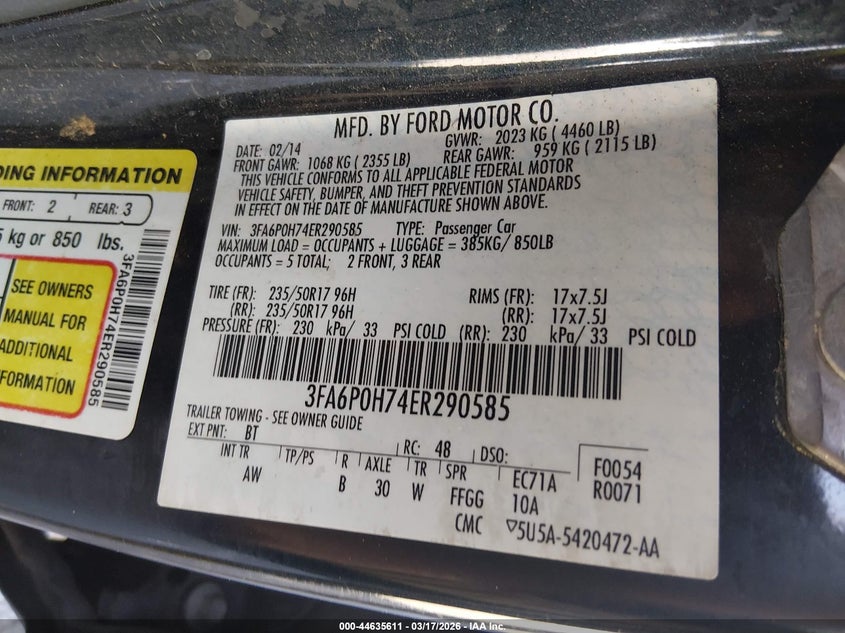 DING INFORMATION
FRONT: 2 REAR: 3
kg or 850 lbs.
SEE OWNERS
MANUAL FOR
ADDITIONAL
INFORMATION
3FA6P0H74ER290585
MFD. BY FORD MOTOR CO.
DATE: 02/14 GVWR: 2023 KG ( 4460 LB)
FRONT GAWR: 1068 KG ( 2355 LB) REAR GAWR: 959 KG ( 2115 LB)
THIS VEHICLE CONFORMS TO ALL APPLICABLE FEDERAL MOTOR
VEHICLE SAFETY, BUMPER, AND THEFT PREVENTION STANDARDS
IN EFFECT ON THE DATE OF MANUFACTURE SHOWN ABOVE.
VIN: 3FA6P0H74ER290585 TYPE: Passenger Car
MAXIMUM LOAD = OCCUPANTS + LUGGAGE = 385KG/ 850LB
OCCUPANTS = 5 TOTAL: 2 FRONT, 3 REAR
TIRE (FR): 235/50R17 96H RIMS (FR): 17x7.5J
(RR): 235/50R17 96H (RR): 17x7.5J
PRESSURE (FR): 230 kPa/ 33 PSI COLD (RR): 230 kPa/ 33 PSI COLD
3FA6P0H74ER290585
TRAILER TOWING - SEE OWNER GUIDE
EXT PNT: BT RC: 48 DSO:
INT TR TP/PS R AXLE TR SPR EC71A F0054
AW B 30 W FFGG 10A R0071
CMC 5U5A-5420472-AA
000-44635611 - 03/17/2026 - IAA Inc.